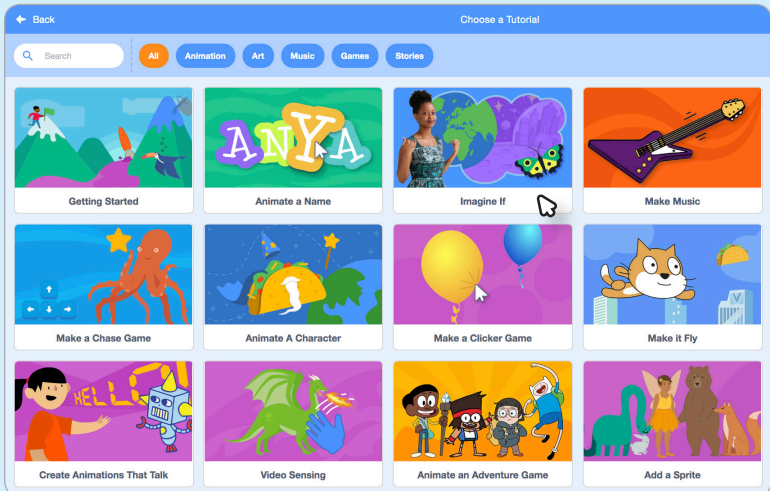 Back
Choose a Tutorial
Search
All
Animation
Art
Music
Games
Stories
ANYA
Getting Started
Animate a Name
Imagine If
Make Music
Make a Chase Game
Animate A Character
Make a Clicker Game
Make it Fly
HELLO!
V
Create Animations That Talk
Video Sensing
Animate an Adventure Game
Add a Sprite